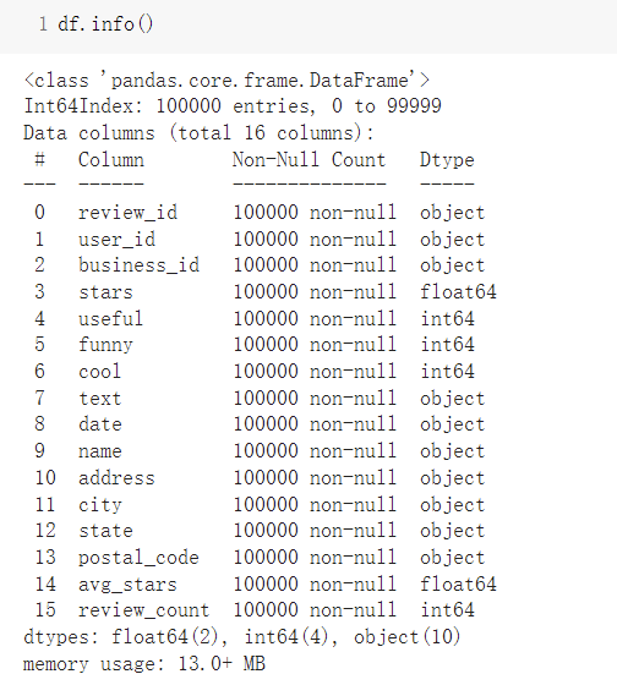 1 df.info()
<class 'pandas.core.frame.DataFrame'>
Int64Index: 100000 entries, 0 to 99999
Data columns (total 16 columns):
# Column Non-Null Count Dtype
--- ------ -------------- -----
0 review_id 100000 non-null object
1 user_id 100000 non-null object
2 business_id 100000 non-null object
3 stars 100000 non-null float64
4 useful 100000 non-null int64
5 funny 100000 non-null int64
6 cool 100000 non-null int64
7 text 100000 non-null object
8 date 100000 non-null object
9 name 100000 non-null object
10 address 100000 non-null object
11 city 100000 non-null object
12 state 100000 non-null object
13 postal_code 100000 non-null object
14 avg_stars 100000 non-null float64
15 review_count 100000 non-null int64
dtypes: float64(2), int64(4), object(10)
memory usage: 13.0+ MB